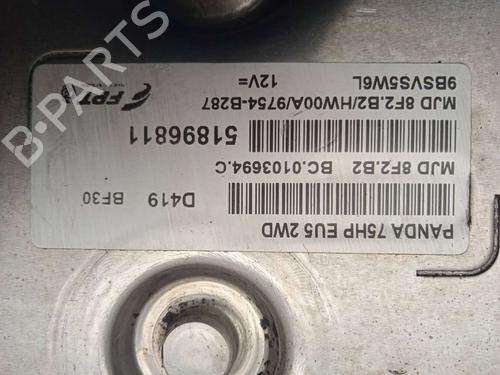 PANDA 75HP EU5 2WD
D419 BF30
MJD 8F2.B2 BC.0103694.C
51896811
MJD 8F2.B2/HW00A/9754-B287
12V=
9BSVS5W6L
FPT
B-PARTS